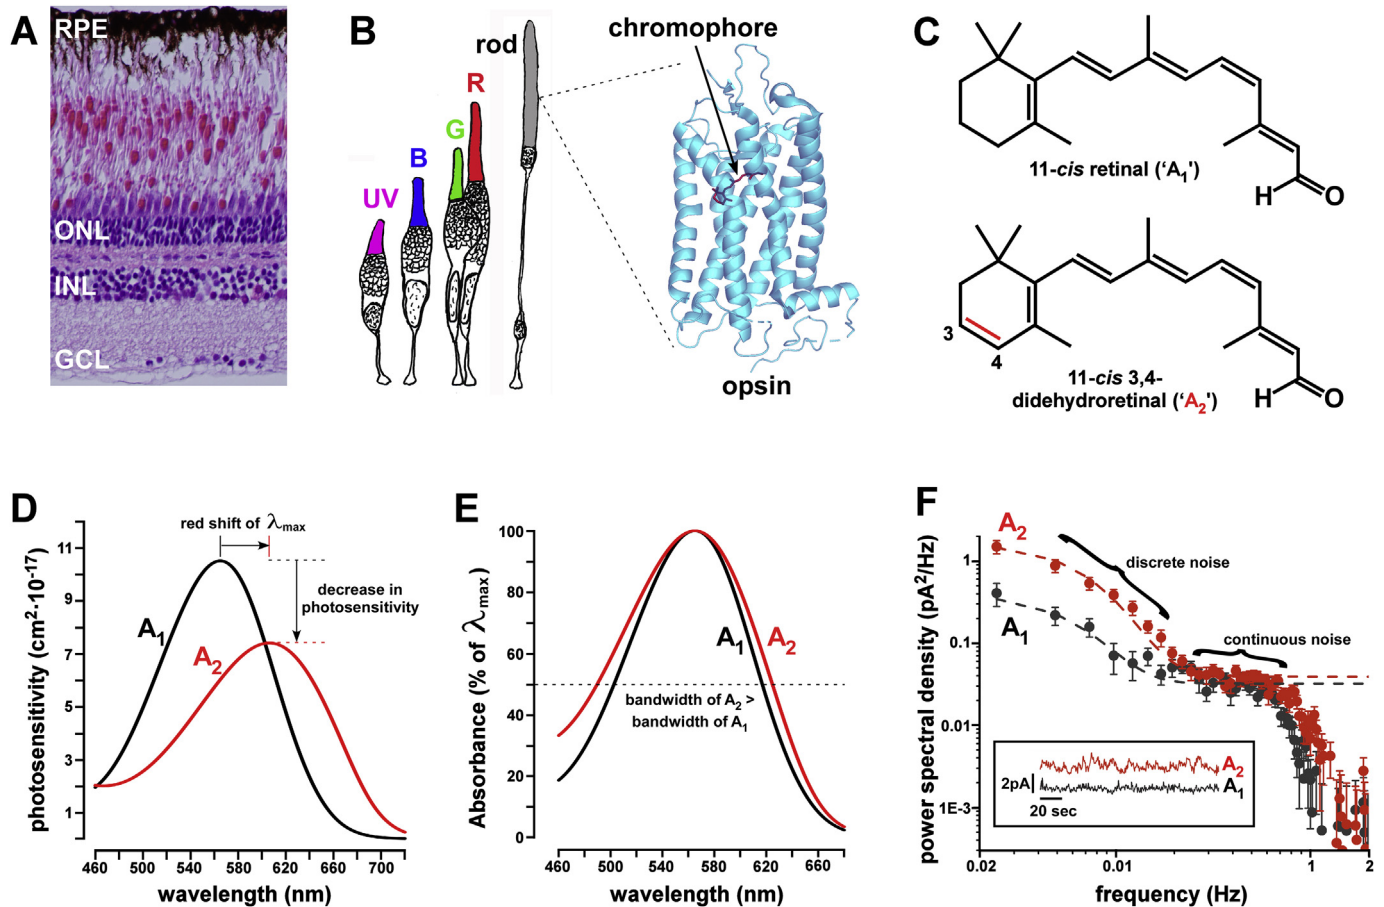 A
RPE
ONL
INL
GCL
B
UV
B
G
R
rod
chromophore
opsin
C
11-cis retinal ('A1')
H
O
3
4
11-cis 3,4-
didehydroretinal ('A2')
H
O
D
red shift of λmax
decrease in
photosensitivity
A1
A2
photosensitivity (cm2·10-17)
11
9
7
5
3
1
460
500
540
580
620
660
700
wavelength (nm)
E
Absorbance (% of λmax)
100
80
60
40
20
0
A1
A2
bandwidth of A2 >
bandwidth of A1
460
500
540
580
620
660
wavelength (nm)
F
A2
A1
discrete noise
continuous noise
power spectral density (pA2/Hz)
1
0.1
0.01
1E-3
2pA
20 sec
A2
A1
0.02
0.01
1
2
frequency (Hz)